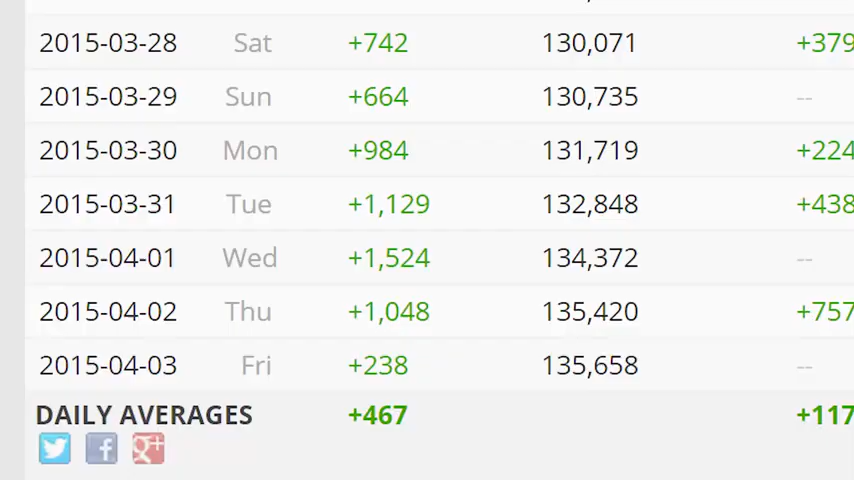 2015-03-28 Sat +742 130,071 +379
2015-03-29 Sun +664 130,735 --
2015-03-30 Mon +984 131,719 +224
2015-03-31 Tue +1,129 132,848 +438
2015-04-01 Wed +1,524 134,372 --
2015-04-02 Thu +1,048 135,420 +757
2015-04-03 Fri +238 135,658 --
DAILY AVERAGES +467 +117
f g+